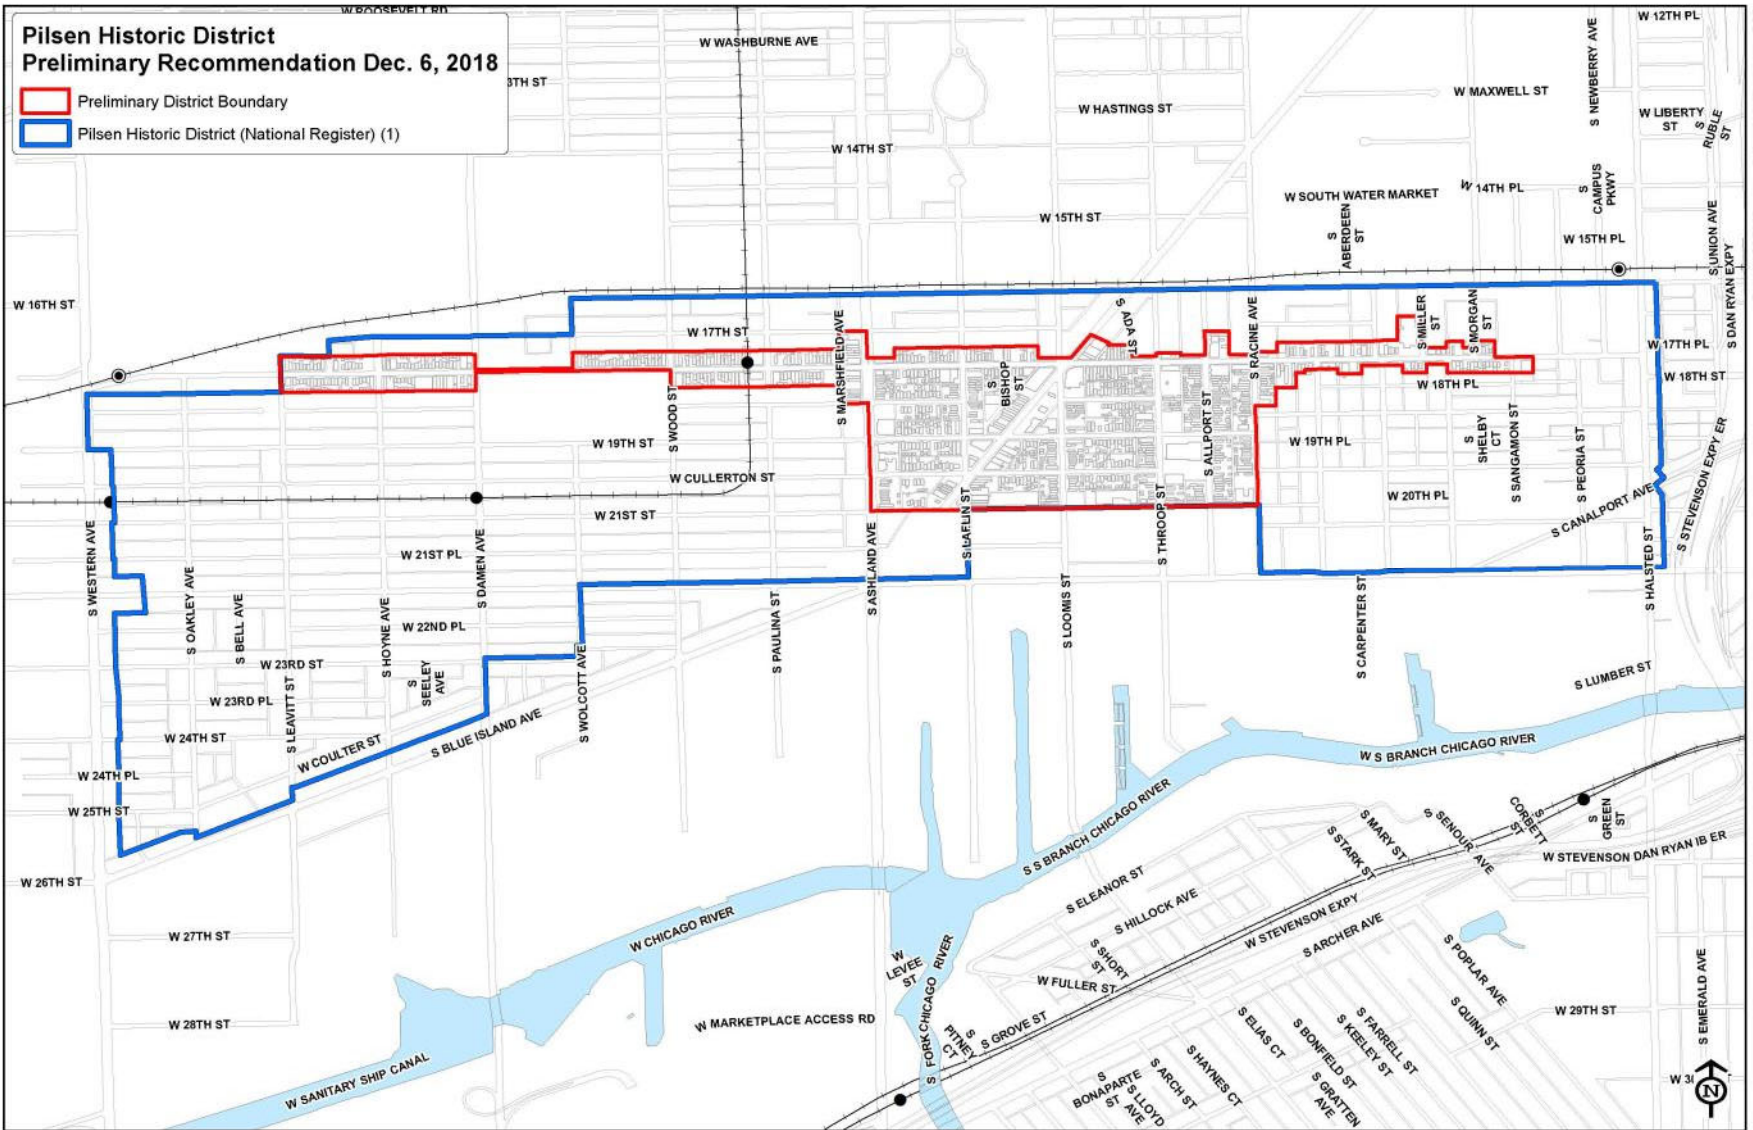 W ROOSEVELT RD
Pilsen Historic District
Preliminary Recommendation Dec. 6, 2018
Preliminary District Boundary
Pilsen Historic District (National Register) (1)
W 12TH PL
W WASHBURNE AVE
S NEWBERRY AVE
3TH ST
W MAXWELL ST
W HASTINGS ST
W LIBERTY
ST
S
RUBLE
ST
W 14TH ST
W 14TH PL
W SOUTH WATER MARKET
S
CAMPUS
PKWY
W 15TH ST
S
ABERDEEN
ST
W 15TH PL
S UNION AVE
S DAN RYAN EXPY
W 16TH ST
S ADA ST
S MILLER
ST
S MORGAN
ST
W 17TH ST
S MARSHFIELD AVE
S RACINE AVE
W 17TH PL
W 18TH ST
W 18TH PL
S
BISHOP
ST
S WOOD ST
S ALLPORT ST
W 19TH ST
W 19TH PL
S
SHELBY
CT
S SANGAMON ST
S PEORIA ST
W CULLERTON ST
W 20TH PL
S CANALPORT AVE
S STEVENSON EXPY ER
W 21ST ST
S LAFLIN ST
S THROOP ST
W 21ST PL
S WESTERN AVE
S OAKLEY AVE
S BELL AVE
S DAMEN AVE
S HOYNE AVE
S ASHLAND AVE
S LOOMIS ST
S CARPENTER ST
S HALSTED ST
W 22ND PL
S PAULINA ST
W 23RD ST
S
SEELEY
AVE
S LUMBER ST
W 23RD PL
S LEAVITT ST
S WOLCOTT AVE
W 24TH ST
W COULTER ST
S BLUE ISLAND AVE
W S BRANCH CHICAGO RIVER
W 24TH PL
W 25TH ST
S S BRANCH CHICAGO RIVER
S MARY ST
S STARK ST
S SENOUR AVE
S
CORBETT
ST
S
GREEN
ST
W STEVENSON DAN RYAN IB ER
W 26TH ST
S ELEANOR ST
S HILLOCK AVE
W CHICAGO RIVER
W STEVENSON EXPY
S ARCHER AVE
W 27TH ST
W
LEVEE
ST
S SHORT
ST
S POPLAR AVE
W FULLER ST
S EMERALD AVE
S FORK CHICAGO RIVER
W 28TH ST
W MARKETPLACE ACCESS RD
S
PITNEY
CT
S GROVE ST
S ELIAS CT
S BONFIELD ST
S KEELEY ST
S FARRELL ST
S QUINN ST
W 29TH ST
W SANITARY SHIP CANAL
S
BONAPARTE
ST
S LLOYD
AVE
S ARCH ST
S HAYNES CT
S GRATTEN
AVE
W 3
N